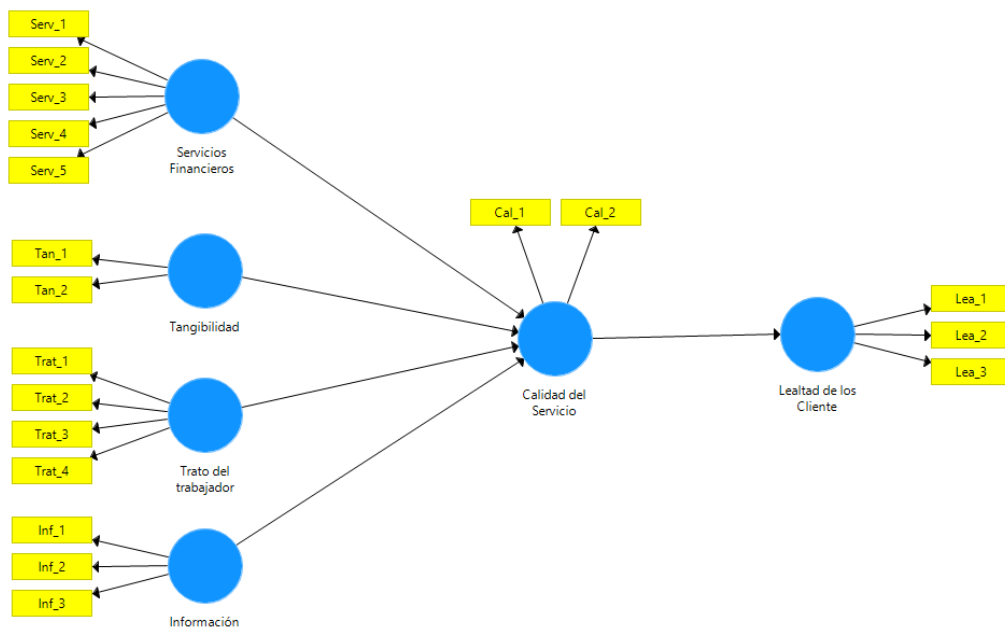 Serv_1
Serv_2
Serv_3
Serv_4
Serv_5
Servicios
Financieros
Tan_1
Tan_2
Tangibilidad
Trat_1
Trat_2
Trat_3
Trat_4
Trato del
trabajador
Inf_1
Inf_2
Inf_3
Información
Cal_1
Cal_2
Calidad del
Servicio
Lea_1
Lea_2
Lea_3
Lealtad de los
Cliente